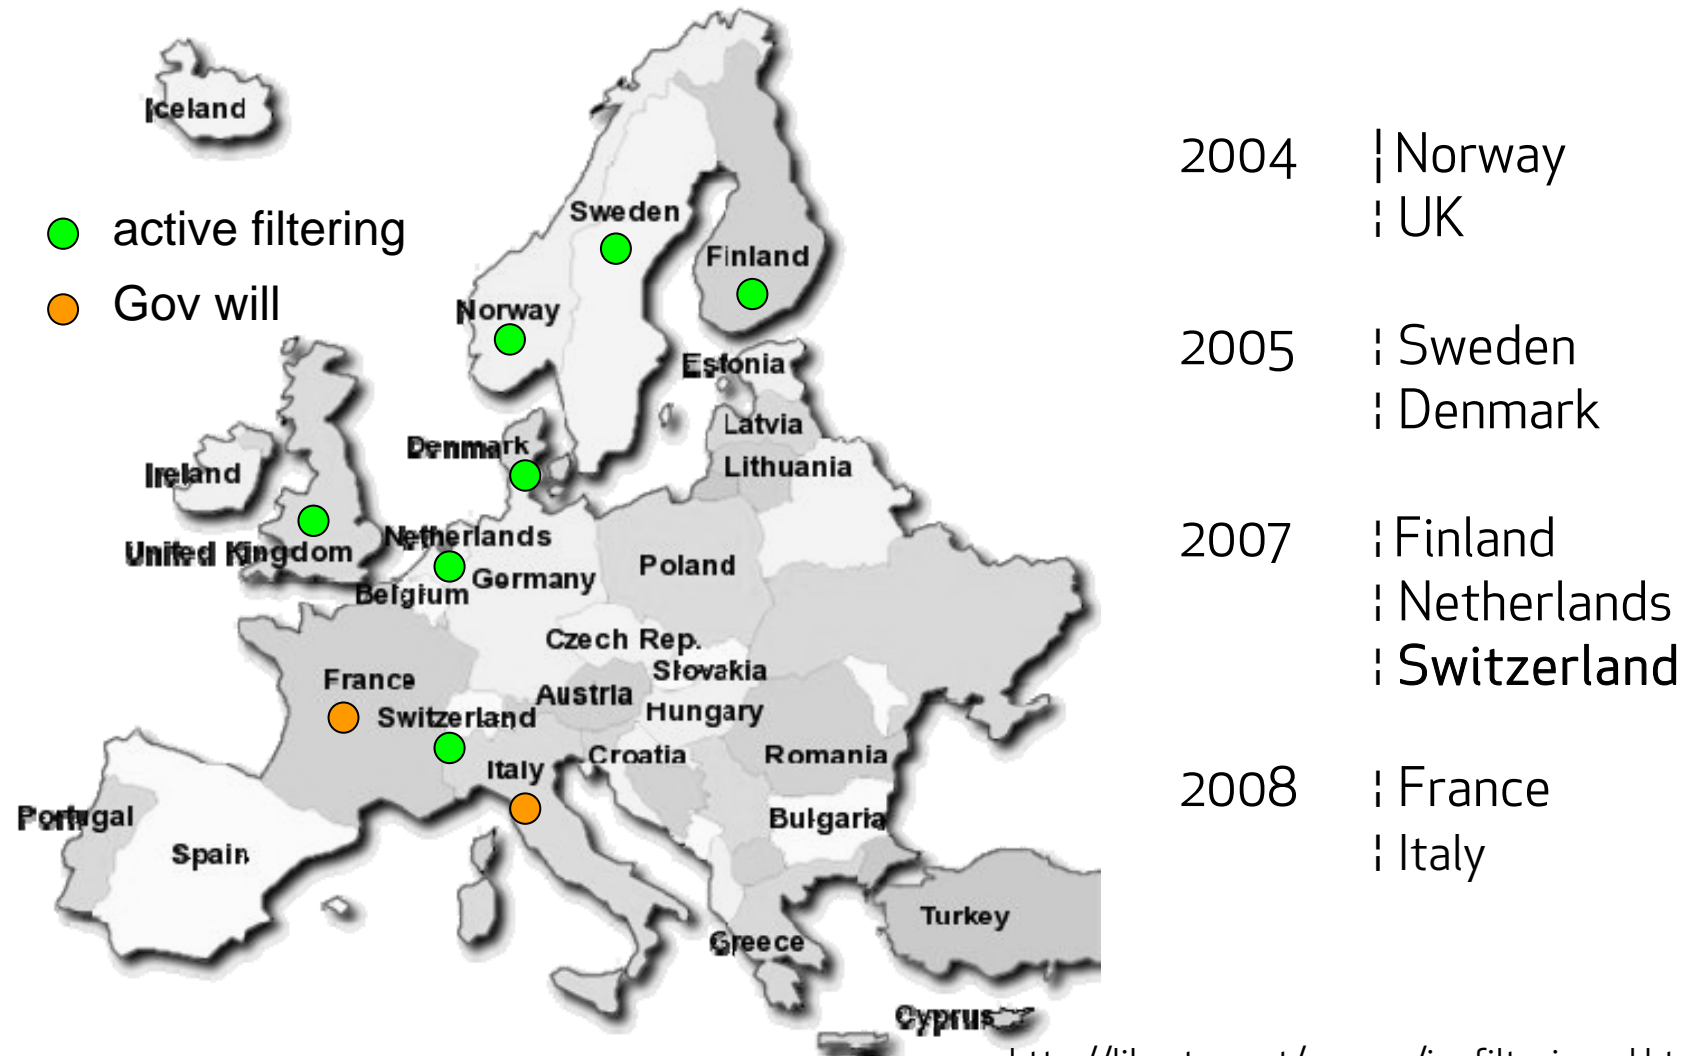 Iceland
active filtering
Gov will
Sweden
Finland
Norway
Estonia
Latvia
Denmark
Lithuania
Ireland
Netherlands
United Kingdom
Poland
Germany
Belgium
Czech Rep.
Slovakia
France
Austria
Hungary
Switzerland
Croatia
Romania
Italy
Portugal
Bulgaria
Spain
Turkey
Greece
Cyprus
2004 ¦ Norway
¦ UK
2005 ¦ Sweden
¦ Denmark
2007 ¦ Finland
¦ Netherlands
¦ Switzerland
2008 ¦ France
¦ Italy